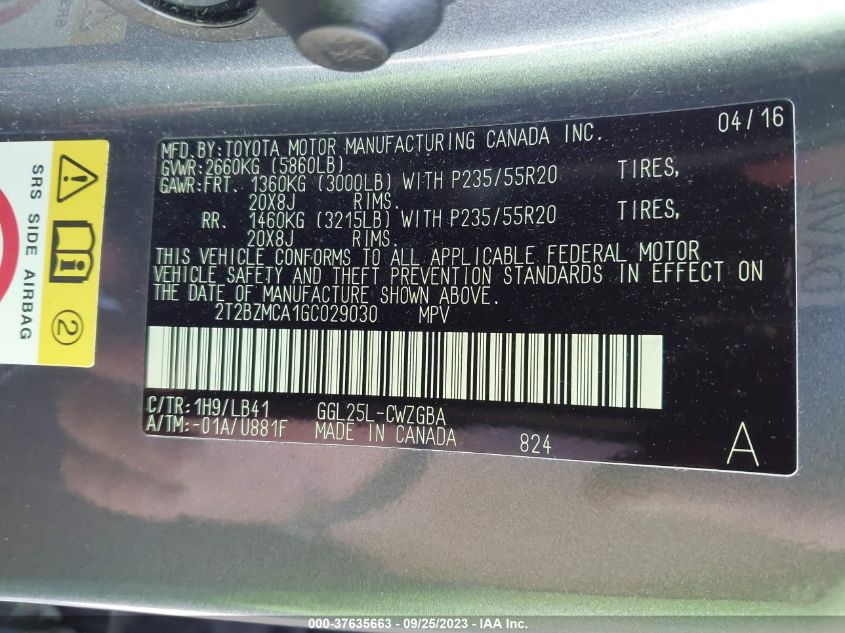 MFD.BY:TOYOTA MOTOR MANUFACTURING CANADA INC. 04/16
GVWR:2660KG (5860LB)
GAWR:FRT. 1360KG (3000LB) WITH P235/55R20 TIRES,
20X8J RIMS.
RR. 1460KG (3215LB) WITH P235/55R20 TIRES,
20X8J RIMS.
THIS VEHICLE CONFORMS TO ALL APPLICABLE FEDERAL MOTOR
VEHICLE SAFETY AND THEFT PREVENTION STANDARDS IN EFFECT ON
THE DATE OF MANUFACTURE SHOWN ABOVE.
2T2BZMCA1GC029030 MPV
C/TR:1H9/LB41 GGL25L-CWZGBA
A/TM:-01A/U881F MADE IN CANADA 824 A
SRS SIDE AIRBAG
2
000-37635663 - 09/25/2023 - IAA Inc.